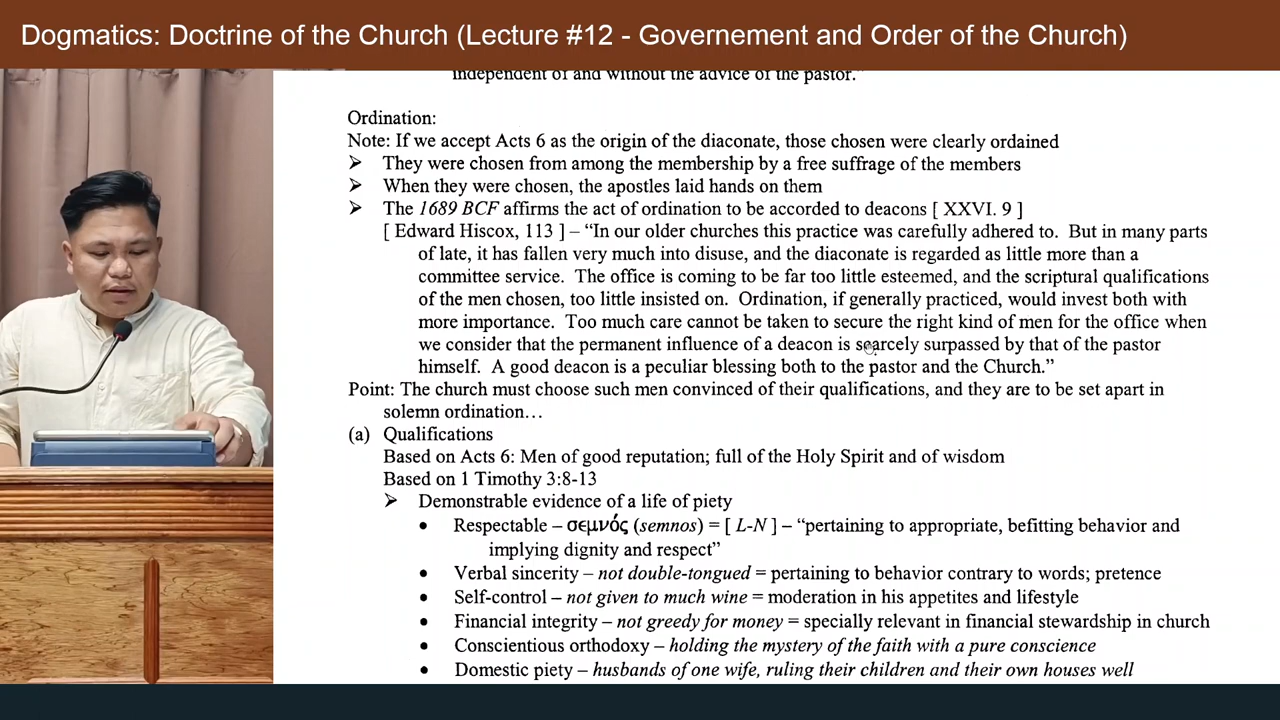 Dogmatics: Doctrine of the Church (Lecture #12 - Governement and Order of the Church)
independent of and without the advice of the pastor."
Ordination:
Note: If we accept Acts 6 as the origin of the diaconate, those chosen were clearly ordained
➢ They were chosen from among the membership by a free suffrage of the members
➢ When they were chosen, the apostles laid hands on them
➢ The 1689 BCF affirms the act of ordination to be accorded to deacons [ XXVI. 9 ]
[ Edward Hiscox, 113 ] – “In our older churches this practice was carefully adhered to. But in many parts
of late, it has fallen very much into disuse, and the diaconate is regarded as little more than a
committee service. The office is coming to be far too little esteemed, and the scriptural qualifications
of the men chosen, too little insisted on. Ordination, if generally practiced, would invest both with
more importance. Too much care cannot be taken to secure the right kind of men for the office when
we consider that the permanent influence of a deacon is scarcely surpassed by that of the pastor
himself. A good deacon is a peculiar blessing both to the pastor and the Church.”
Point: The church must choose such men convinced of their qualifications, and they are to be set apart in
solemn ordination…
(a) Qualifications
Based on Acts 6: Men of good reputation; full of the Holy Spirit and of wisdom
Based on 1 Timothy 3:8-13
➢ Demonstrable evidence of a life of piety
• Respectable – σεμνός (semnos) = [ L-N ] – “pertaining to appropriate, befitting behavior and
implying dignity and respect”
• Verbal sincerity – not double-tongued = pertaining to behavior contrary to words; pretence
• Self-control – not given to much wine = moderation in his appetites and lifestyle
• Financial integrity – not greedy for money = specially relevant in financial stewardship in church
• Conscientious orthodoxy – holding the mystery of the faith with a pure conscience
• Domestic piety – husbands of one wife, ruling their children and their own houses well